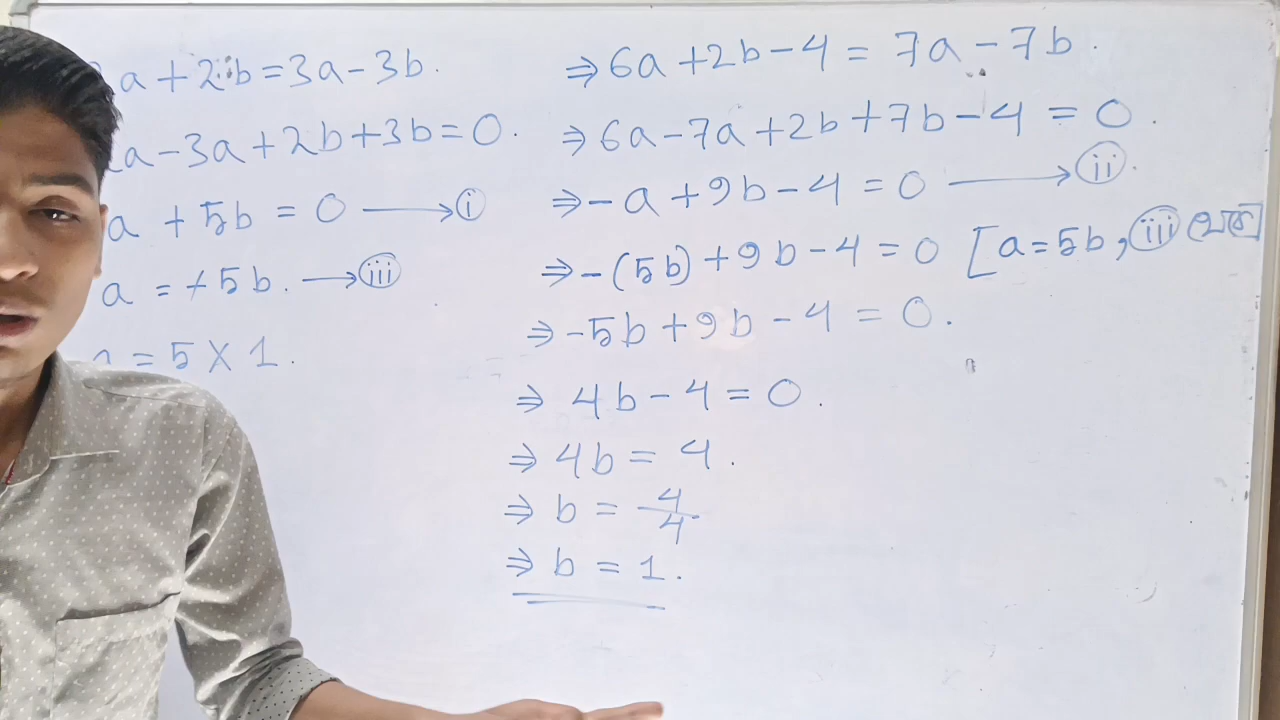 a+2b=3a-3b.
2a-3a+2b+3b=0.
a+5b=0 ⟶ (i)
a=+5b. ⟶ (iii)
=5×1.
⇒6a+2b-4=7a-7b.
⇒6a-7a+2b+7b-4=0.
⇒-a+9b-4=0 ⟶ (ii).
⇒-(5b)+9b-4=0 [a=5b, (iii)
⇒-5b+9b-4=0.
⇒4b-4=0.
⇒4b=4.
⇒b=4/4
⇒b=1.